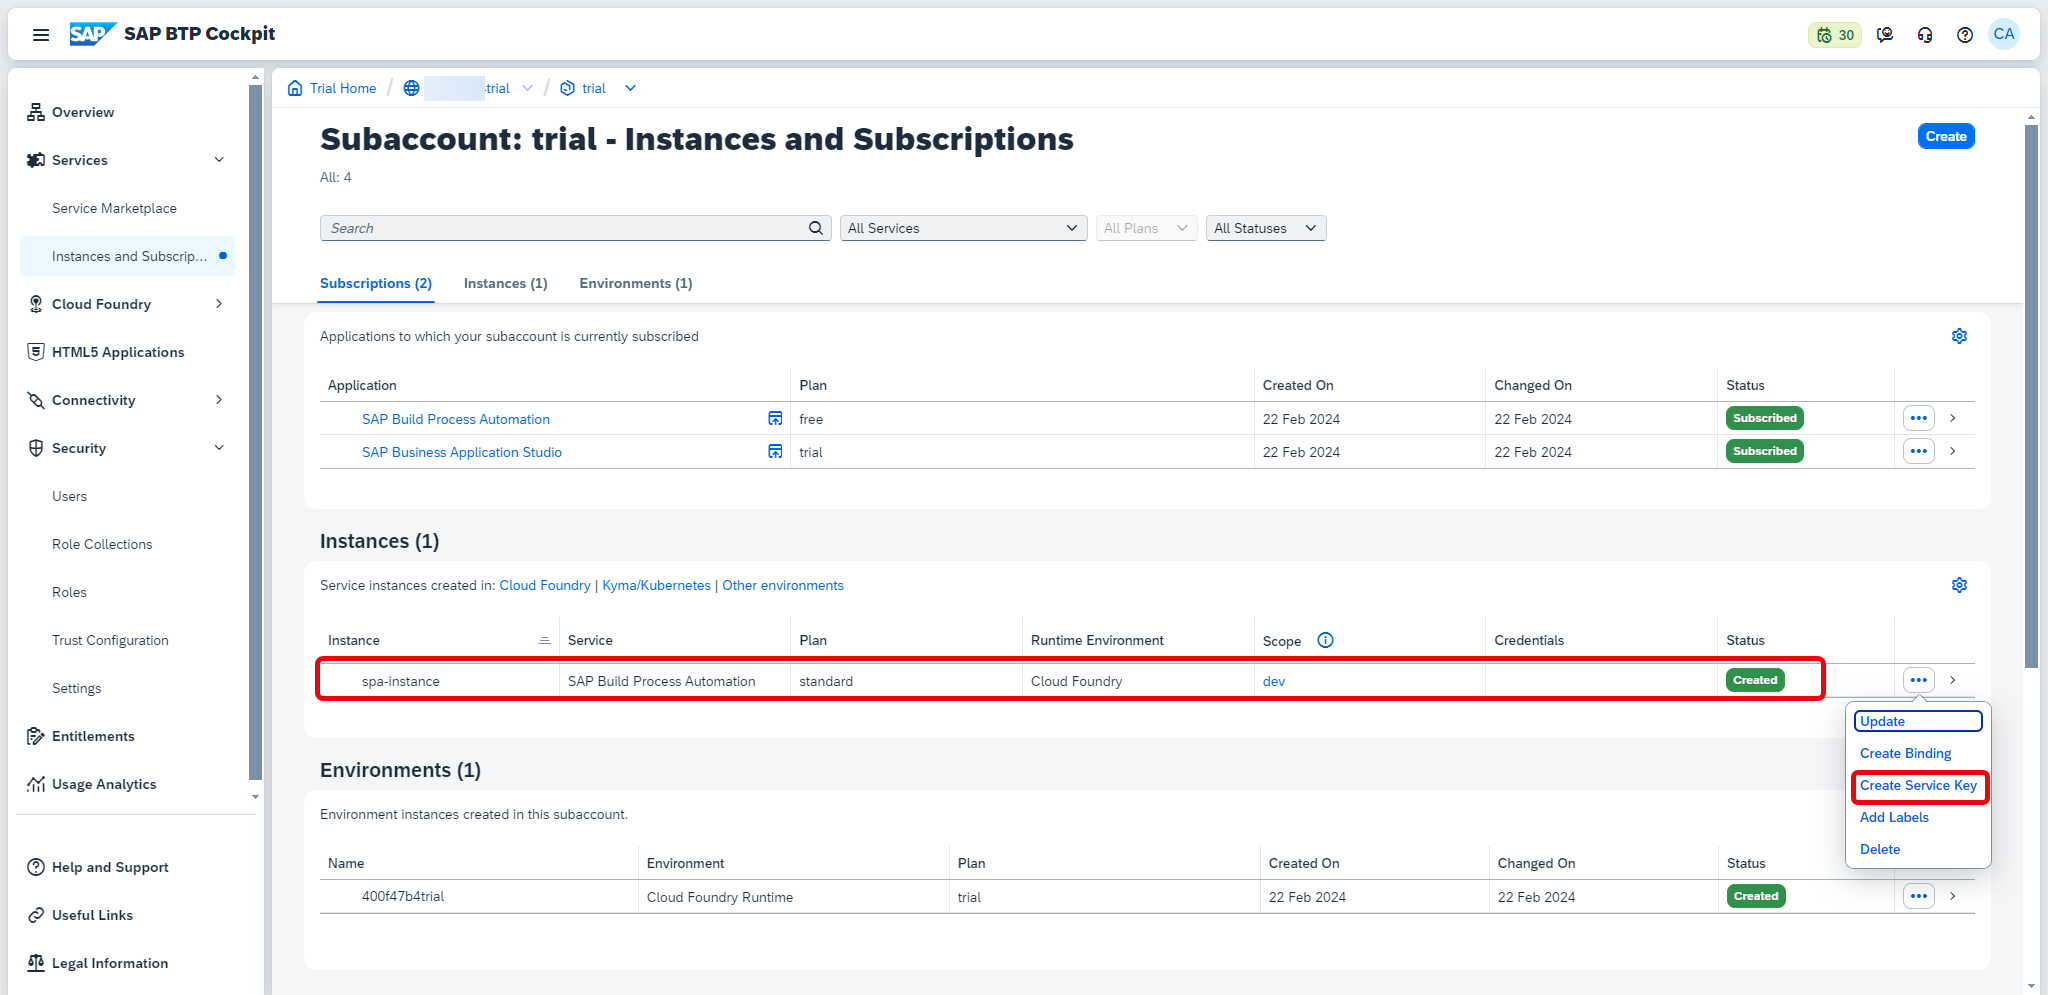 SAP SAP BTP Cockpit
30
CA
Overview
Services
Service Marketplace
Instances and Subscrip...
Cloud Foundry
HTML5 Applications
Connectivity
Security
Users
Role Collections
Roles
Trust Configuration
Settings
Entitlements
Usage Analytics
Help and Support
Useful Links
Legal Information
Trial Home / trial / trial
Subaccount: trial - Instances and Subscriptions
Create
All: 4
Search
All Services
All Plans
All Statuses
Subscriptions (2) Instances (1) Environments (1)
Applications to which your subaccount is currently subscribed
Application Plan Created On Changed On Status
SAP Build Process Automation free 22 Feb 2024 22 Feb 2024 Subscribed
SAP Business Application Studio trial 22 Feb 2024 22 Feb 2024 Subscribed
Instances (1)
Service instances created in: Cloud Foundry | Kyma/Kubernetes | Other environments
Instance Service Plan Runtime Environment Scope Credentials Status
spa-instance SAP Build Process Automation standard Cloud Foundry dev Created
Update
Create Binding
Create Service Key
Add Labels
Delete
Environments (1)
Environment instances created in this subaccount.
Name Environment Plan Created On Changed On Status
400f47b4trial Cloud Foundry Runtime trial 22 Feb 2024 22 Feb 2024 Created